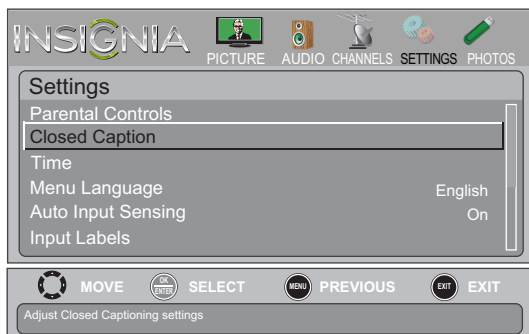 INSIGNIA PICTURE AUDIO CHANNELS SETTINGS PHOTOS
Settings
Parental Controls
Closed Caption
Time
Menu Language English
Auto Input Sensing On
Input Labels
MOVE OK ENTER SELECT MENU PREVIOUS EXIT EXIT
Adjust Closed Captioning settings